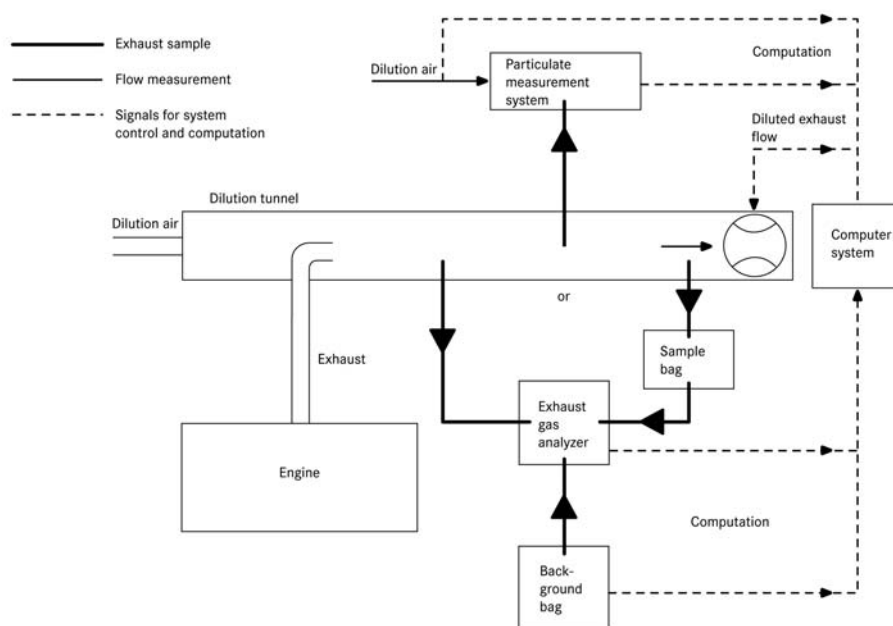 Exhaust sample
Flow measurement
Signals for system
control and computation
Dilution air
Particulate
measurement
system
Computation
Diluted exhaust
flow
Dilution tunnel
Dilution air
Computer
system
or
Exhaust
Sample
bag
Exhaust
gas
analyzer
Engine
Computation
Back-
ground
bag